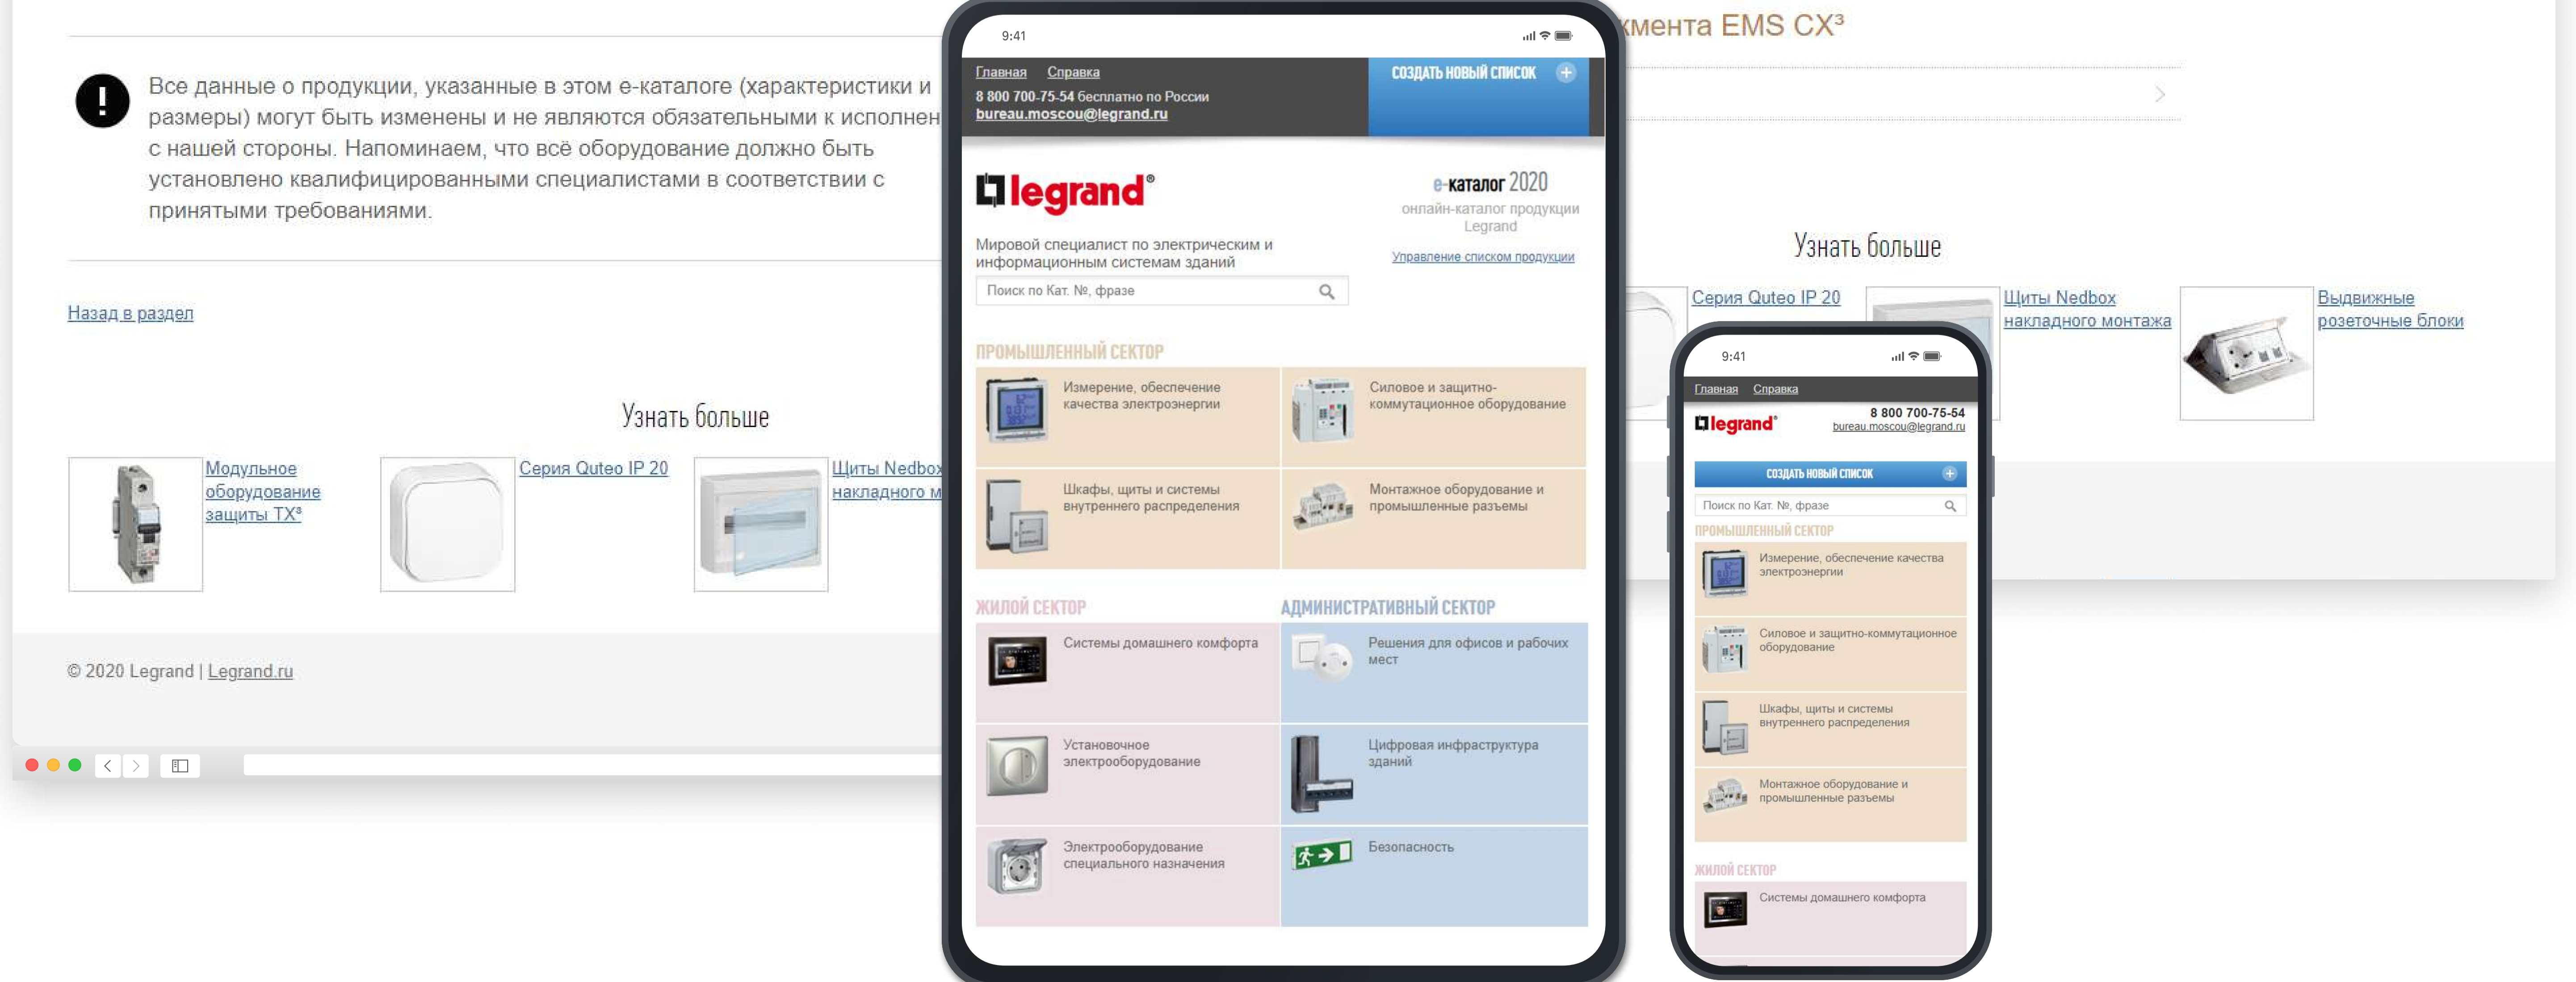 Все данные о продукции, указанные в этом е-каталоге (характеристики и
размеры) могут быть изменены и не являются обязательными к исполнен
с нашей стороны. Напоминаем, что всё оборудование должно быть
установлено квалифицированными специалистами в соответствии с
принятыми требованиями.
Назад в раздел
Узнать больше
Модульное
оборудование
защиты TX³
Серия Quteo IP 20
Щиты Nedbox
накладного м
© 2020 Legrand | Legrand.ru
9:41
Главная Справка
8 800 700-75-54 бесплатно по России
bureau.moscou@legrand.ru
СОЗДАТЬ НОВЫЙ СПИСОК
legrand®
е-каталог 2020
онлайн-каталог продукции
Legrand
Управление списком продукции
Мировой специалист по электрическим и
информационным системам зданий
Поиск по Кат. №, фразе
ПРОМЫШЛЕННЫЙ СЕКТОР
Измерение, обеспечение
качества электроэнергии
Силовое и защитно-
коммутационное оборудование
Шкафы, щиты и системы
внутреннего распределения
Монтажное оборудование и
промышленные разъемы
ЖИЛОЙ СЕКТОР
Системы домашнего комфорта
Установочное
электрооборудование
Электрооборудование
специального назначения
АДМИНИСТРАТИВНЫЙ СЕКТОР
Решения для офисов и рабочих
мест
Цифровая инфраструктура
зданий
Безопасность
кмента EMS CX³
Узнать больше
Серия Quteo IP 20
Щиты Nedbox
накладного монтажа
Выдвижные
розеточные блоки
9:41
Главная Справка
legrand®
8 800 700-75-54
bureau.moscou@legrand.ru
СОЗДАТЬ НОВЫЙ СПИСОК
Поиск по Кат. №, фразе
ПРОМЫШЛЕННЫЙ СЕКТОР
Измерение, обеспечение качества
электроэнергии
Силовое и защитно-коммутационное
оборудование
Шкафы, щиты и системы
внутреннего распределения
Монтажное оборудование и
промышленные разъемы
ЖИЛОЙ СЕКТОР
Системы домашнего комфорта